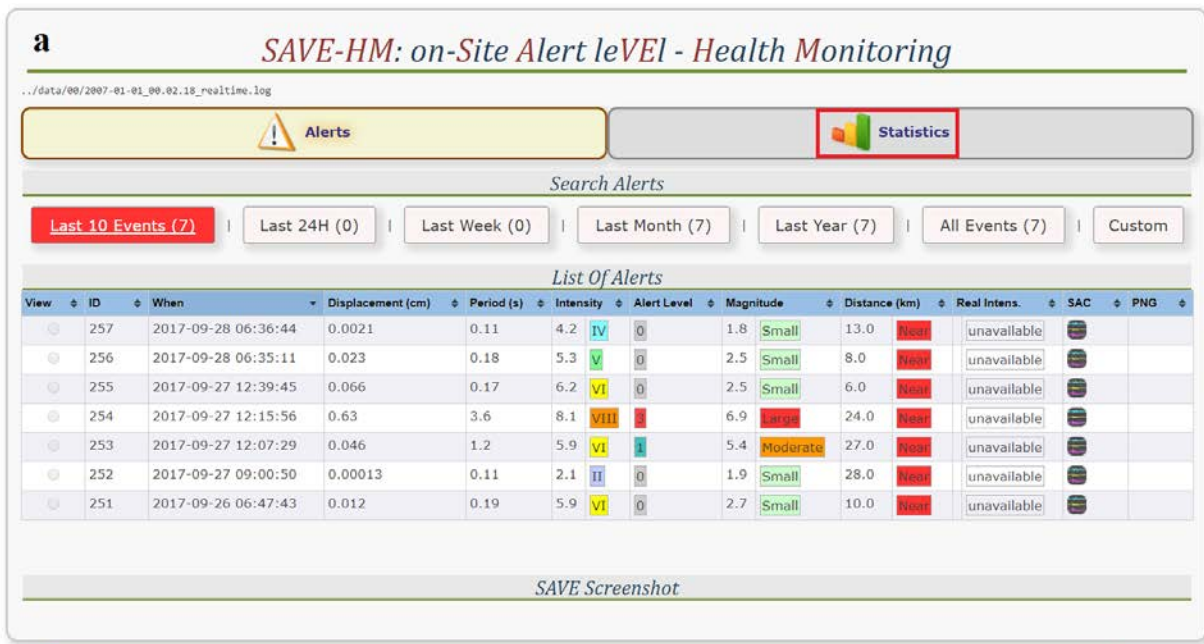 a
SAVE-HM: on-Site Alert leVEl - Health Monitoring
../data/00/2007-01-01_00.02.18_realtime.log
Alerts Statistics
Search Alerts
Last 10 Events (7) | Last 24H (0) | Last Week (0) | Last Month (7) | Last Year (7) | All Events (7) | Custom
List Of Alerts
View ID When Displacement (cm) Period (s) Intensity Alert Level Magnitude Distance (km) Real Intens. SAC PNG
257 2017-09-28 06:36:44 0.0021 0.11 4.2 IV 0 1.8 Small 13.0 Near unavailable
256 2017-09-28 06:35:11 0.023 0.18 5.3 V 0 2.5 Small 8.0 Near unavailable
255 2017-09-27 12:39:45 0.066 0.17 6.2 VI 0 2.5 Small 6.0 Near unavailable
254 2017-09-27 12:15:56 0.63 3.6 8.1 VIII 3 6.9 Large 24.0 Near unavailable
253 2017-09-27 12:07:29 0.046 1.2 5.9 VI 1 5.4 Moderate 27.0 Near unavailable
252 2017-09-27 09:00:50 0.00013 0.11 2.1 II 0 1.9 Small 28.0 Near unavailable
251 2017-09-26 06:47:43 0.012 0.19 5.9 VI 0 2.7 Small 10.0 Near unavailable
SAVE Screenshot